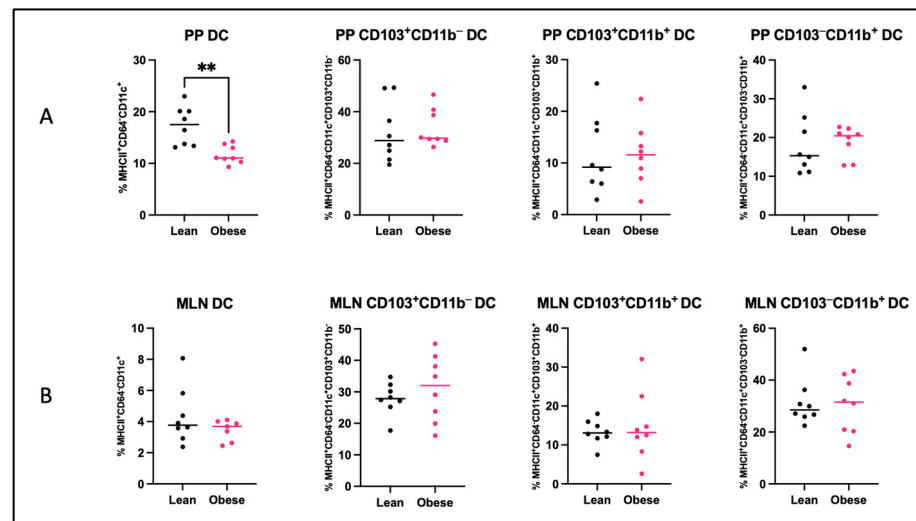 A
PP DC
% MHCII⁺CD64⁻CD11c⁺
30
20
10
0
**
Lean Obese
PP CD103⁺CD11b⁻ DC
% MHCII⁺CD64⁻CD11c⁺CD103⁺CD11b⁻
60
40
20
0
Lean Obese
PP CD103⁺CD11b⁺ DC
% MHCII⁺CD64⁻CD11c⁺CD103⁺CD11b⁺
30
20
10
0
Lean Obese
PP CD103⁻CD11b⁺ DC
% MHCII⁺CD64⁻CD11c⁺CD103⁻CD11b⁺
40
30
20
10
0
Lean Obese
B
MLN DC
% MHCII⁺CD64⁻CD11c⁺
10
8
6
4
2
0
Lean Obese
MLN CD103⁺CD11b⁻ DC
% MHCII⁺CD64⁻CD11c⁺CD103⁺CD11b⁻
50
40
30
20
10
0
Lean Obese
MLN CD103⁺CD11b⁺ DC
% MHCII⁺CD64⁻CD11c⁺CD103⁺CD11b⁺
40
30
20
10
0
Lean Obese
MLN CD103⁻CD11b⁺ DC
% MHCII⁺CD64⁻CD11c⁺CD103⁻CD11b⁺
60
40
20
0
Lean Obese